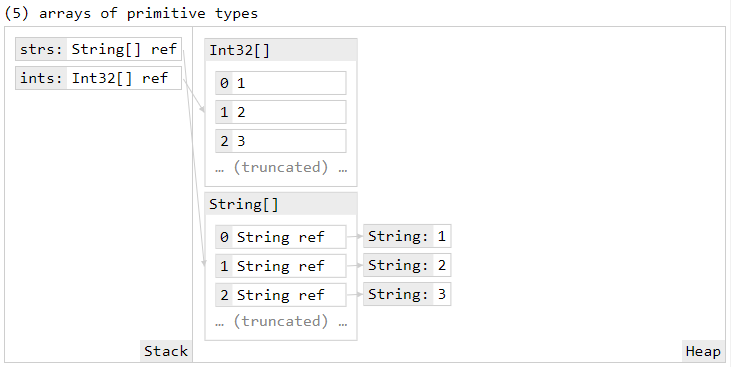 (5) arrays of primitive types
strs: String[] ref
ints: Int32[] ref
Int32[]
0 1
1 2
2 3
… (truncated) …
String[]
0 String ref
String: 1
1 String ref
String: 2
2 String ref
String: 3
… (truncated) …
Stack
Heap